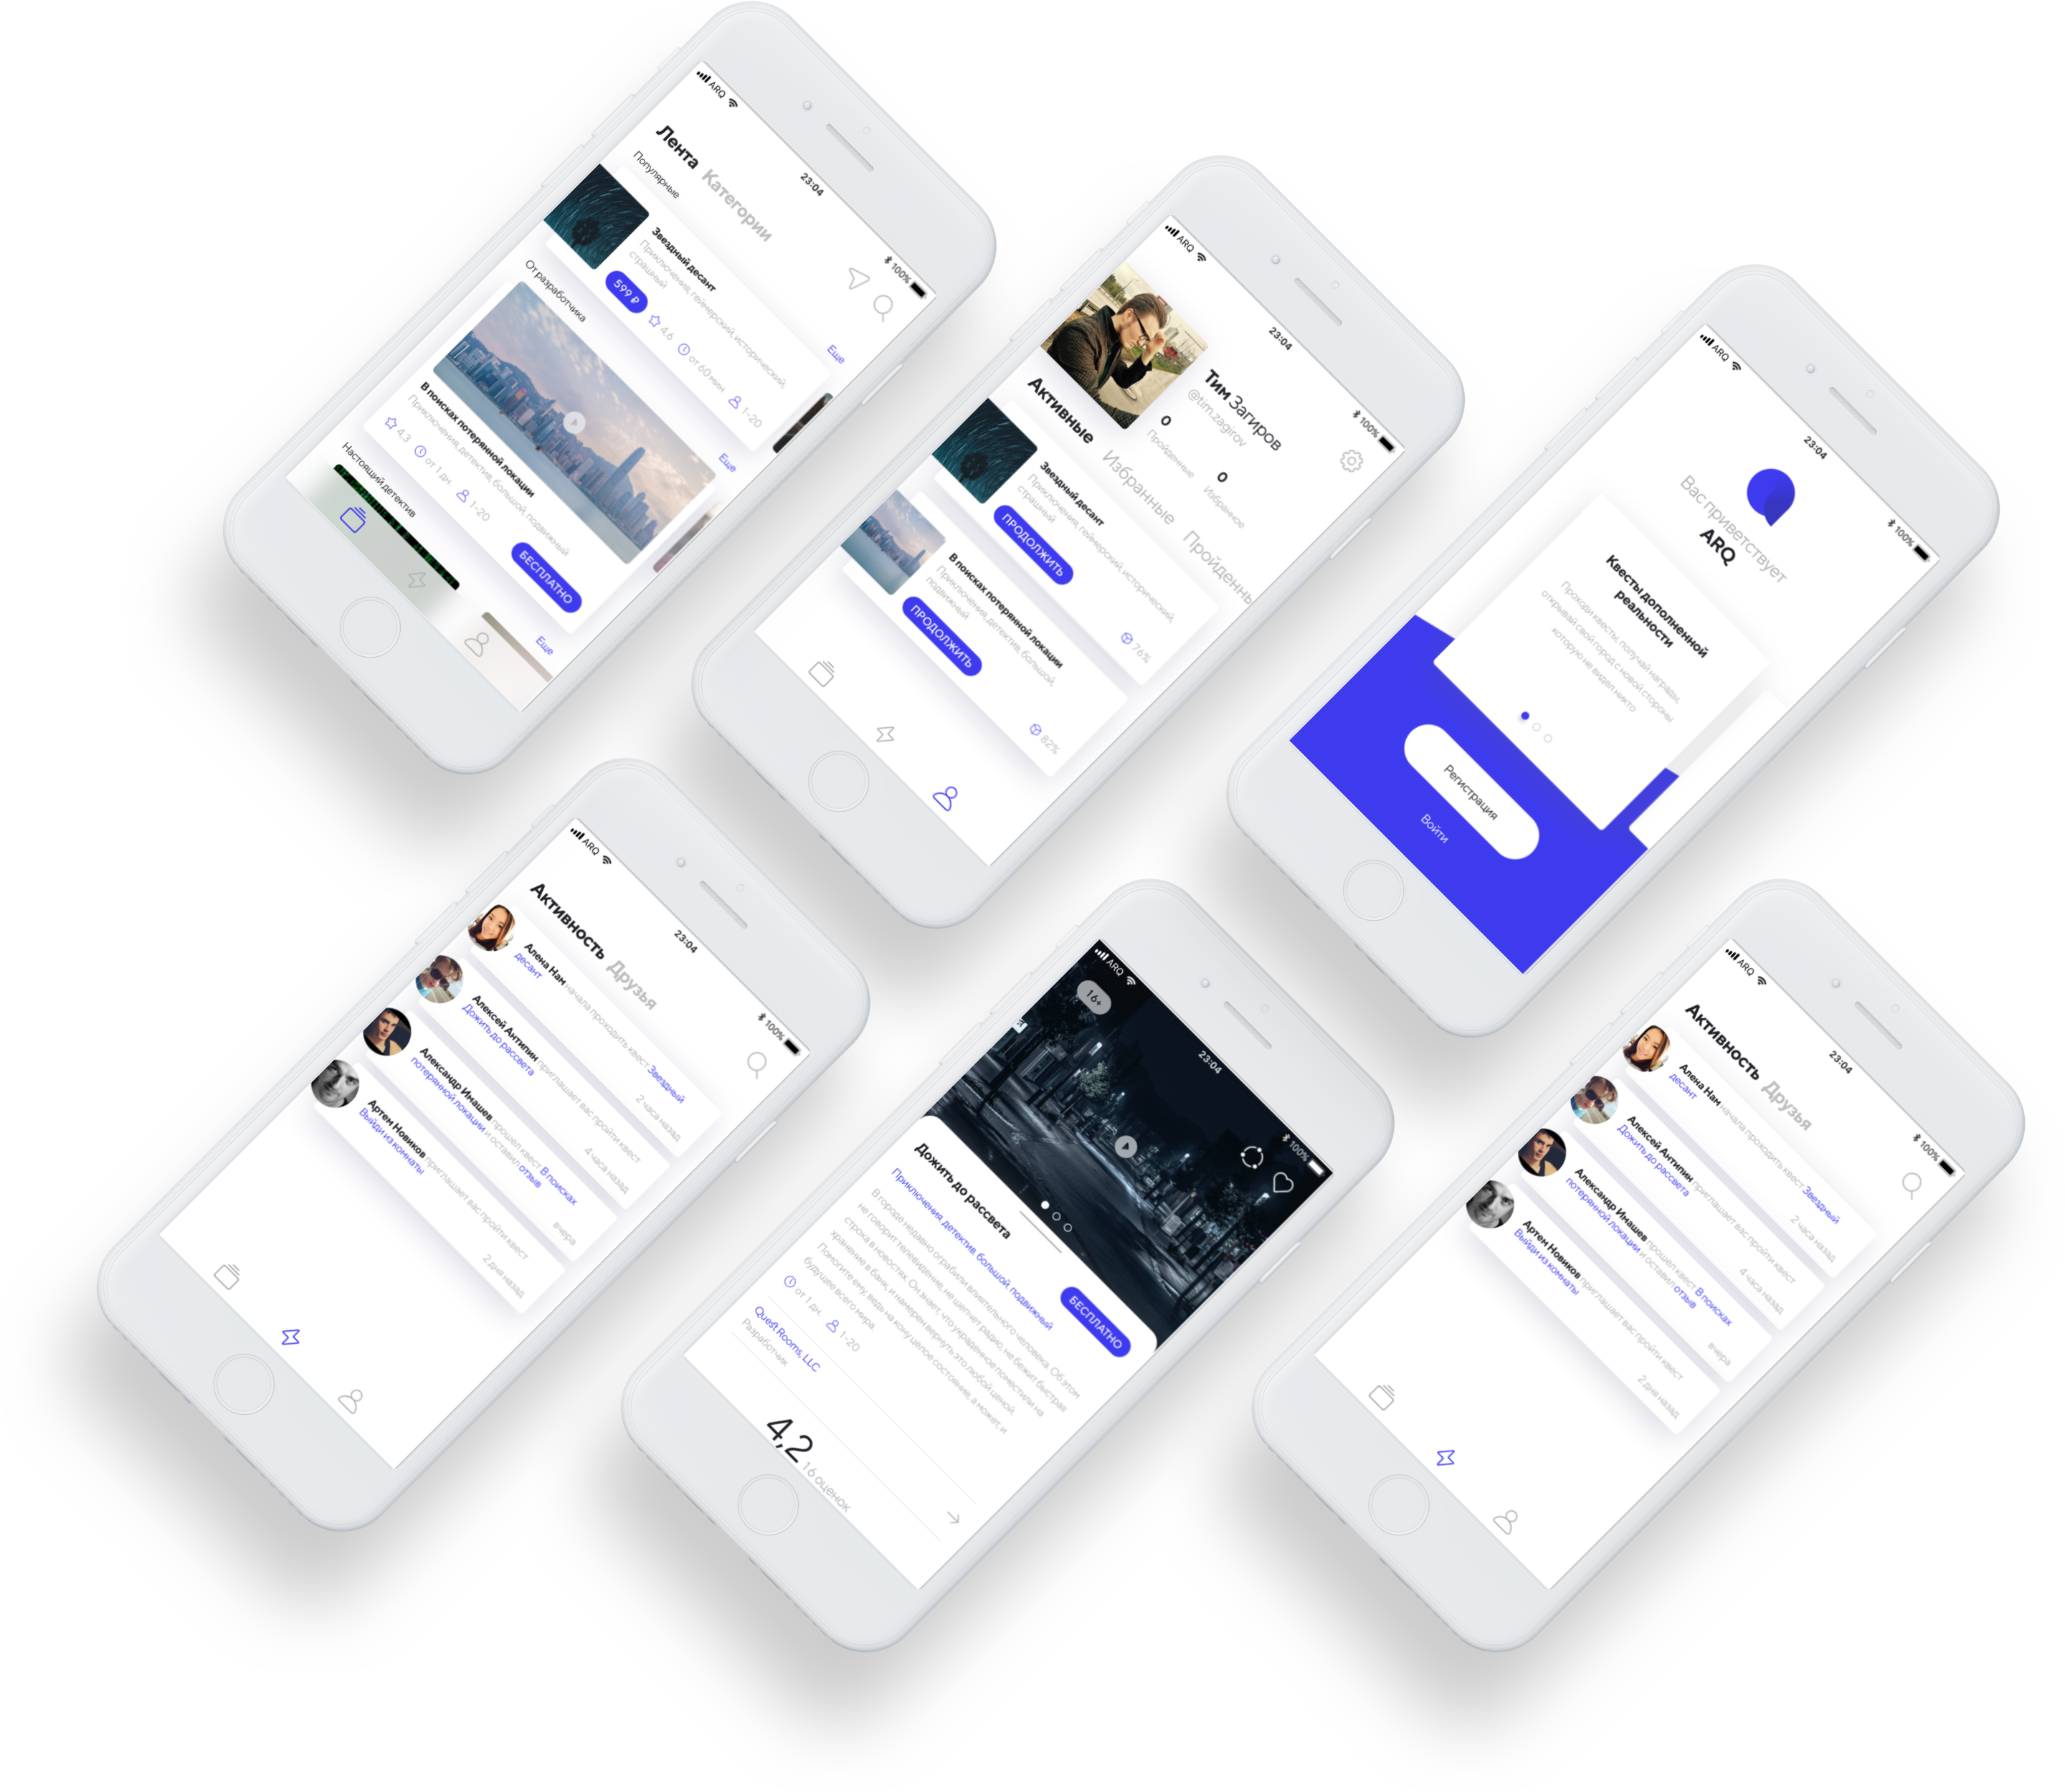 ARQ
23:04
100%
Лента Категории
Популярные
Еще
Звездный десант
Приключения, геймерский, исторический,
страшный
599 ₽
4,6
от 60 мин
1-20
От разработчика
Еще
В поисках потерянной локации
Приключения, детектив, большой, подвижный
4.3
от 1 дн.
1-20
БЕСПЛАТНО
Настоящий детектив
Еще
ARQ
23:04
100%
Тим Загиров
@tim.zagirov
0
Пройденные
0
Избранное
Активные Избранные Пройденны
Звездный десант
Приключения, геймерский, исторический,
страшный
ПРОДОЛЖИТЬ
76%
В поисках потерянной локации
Приключения, детектив, большой,
подвижный
ПРОДОЛЖИТЬ
82%
ARQ
23:04
100%
Вас приветствует
ARQ
Квесты дополненной
реальности
Проходи квесты, получай награды,
открывай свой город с новой стороны
которую не видел никто
Регистрация
Войти
ARQ
23:04
100%
Активность Друзья
Алена Нам начала проходить квест Звездный
десант
2 часа назад
Алексей Антипин приглашает вас пройти квест
Дожить до рассвета
4 часа назад
Александр Имашев прошел квест В поисках
потерянной локации и оставил отзыв
вчера
Артем Новиков приглашает вас пройти квест
Выйди из комнаты
2 дня назад
ARQ
23:04
100%
16+
Дожить до рассвета
Приключения детектив, большой, подвижный
БЕСПЛАТНО
В городе недавно ограбили влиятельного человека. Об этом
не говорит телевидение, не шепчет радио, не бежит быстрая
строка в новостях. Он знает, что украденное поместили на
хранение в банк, и намерен вернуть это любой ценой.
Помогите ему, ведь на кону целое состояние, а может, и
будущее всего мира
от 1 дн.
1-20
Quest Rooms, LLC
Разработчик
4,2
16 оценок
ARQ
23:04
100%
Активность Друзья
Алена Нам начала проходить квест Звездный
десант
2 часа назад
Алексей Антипин приглашает вас пройти квест
Дожить до рассвета
4 часа назад
Александр Имашев прошел квест В поисках
потерянной локации и оставил отзыв
вчера
Артем Новиков приглашает вас пройти квест
Выйди из комнаты
2 дня назад